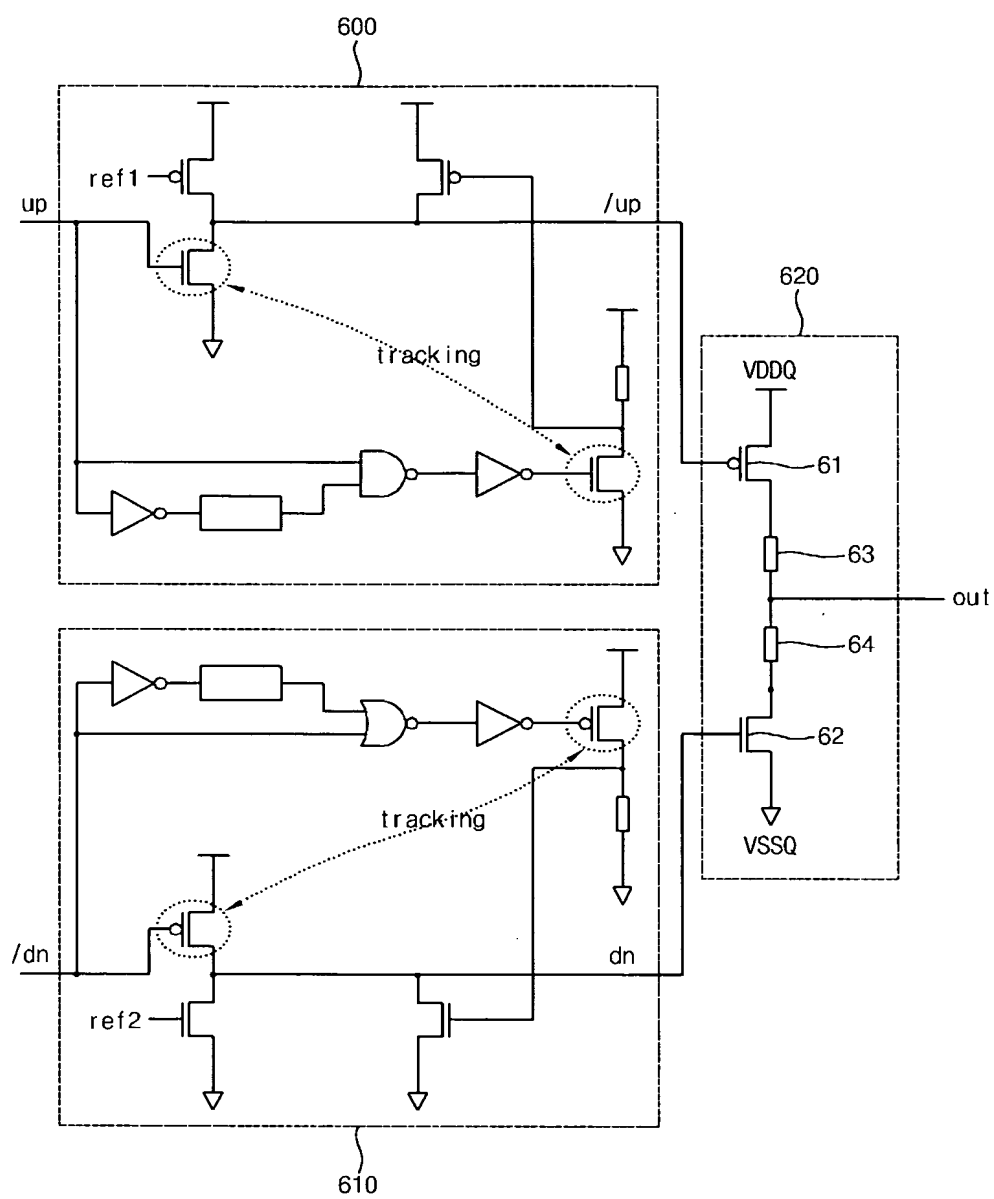 600
ref1
up
/up
620
tracking
VDDQ
61
63
out
64
62
tracking
VSSQ
/dn
dn
ref2
610